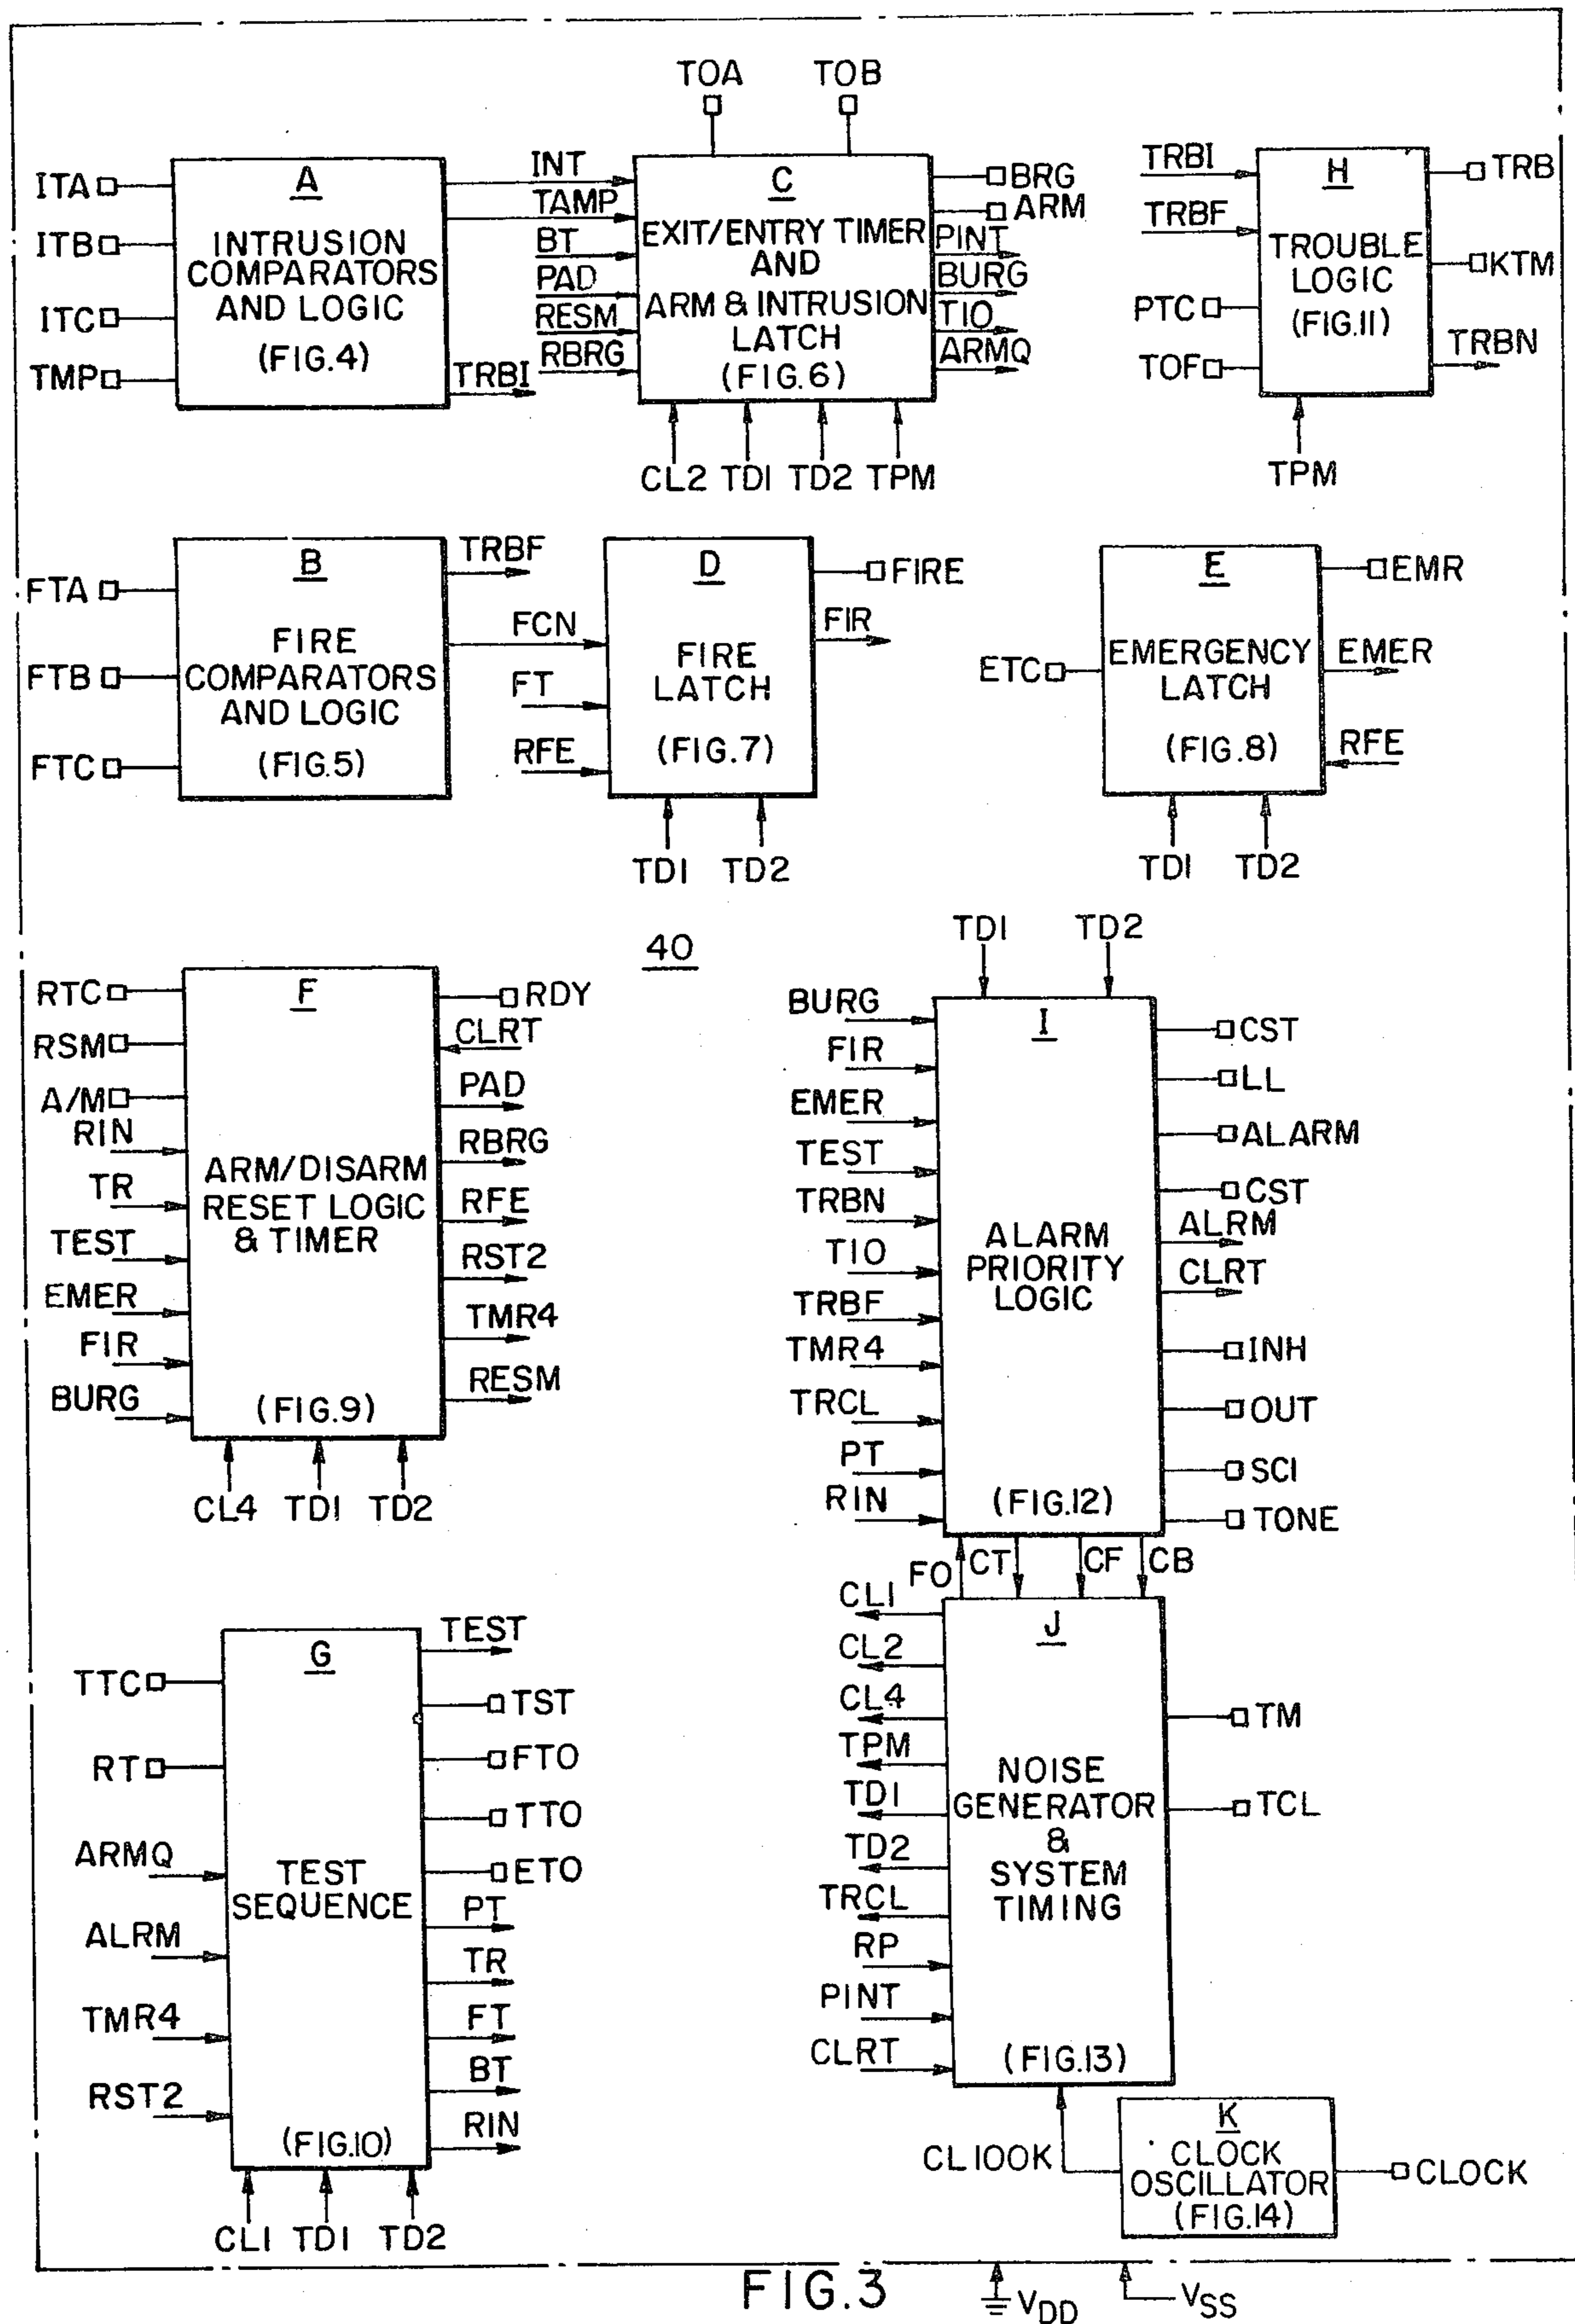 TOA
TOB
ITA
ITB
ITC
TMP
A
INTRUSION
COMPARATORS
AND LOGIC
(FIG.4)
INT
TAMP
BT
PAD
RESM
RBRG
TRBI
C
EXIT/ENTRY TIMER
AND
ARM & INTRUSION
LATCH
(FIG.6)
BRG
ARM
PINT
BURG
TIO
ARMQ
CL2 TD1 TD2 TPM
TRBI
TRBF
PTC
TOF
H
TROUBLE
LOGIC
(FIG.11)
TRB
KTM
TRBN
TPM
FTA
FTB
FTC
B
FIRE
COMPARATORS
AND LOGIC
(FIG.5)
TRBF
FCN
FT
RFE
D
FIRE
LATCH
(FIG.7)
FIRE
FIR
TD1 TD2
ETC
E
EMERGENCY
LATCH
(FIG.8)
EMR
EMER
RFE
TD1 TD2
40
RTC
RSM
A/M
RIN
TR
TEST
EMER
FIR
BURG
F
ARM/DISARM
RESET LOGIC
& TIMER
(FIG.9)
RDY
CLRT
PAD
RBRG
RFE
RST2
TMR4
RESM
CL4 TD1 TD2
TD1 TD2
BURG
FIR
EMER
TEST
TRBN
TIO
TRBF
TMR4
TRCL
PT
RIN
I
ALARM
PRIORITY
LOGIC
(FIG.12)
CST
LL
ALARM
CST
ALRM
CLRT
INH
OUT
SCI
TONE
FO CT CF CB
TTC
RT
ARMQ
ALRM
TMR4
RST2
G
TEST
SEQUENCE
(FIG.10)
TEST
TST
FTO
TTO
ETO
PT
TR
FT
BT
RIN
CL1 TD1 TD2
CL1
CL2
CL4
TPM
TD1
TD2
TRCL
RP
PINT
CLRT
J
NOISE
GENERATOR
&
SYSTEM
TIMING
(FIG.13)
TM
TCL
CL100K
K
CLOCK
OSCILLATOR
(FIG.14)
CLOCK
FIG.3
VDD
VSS